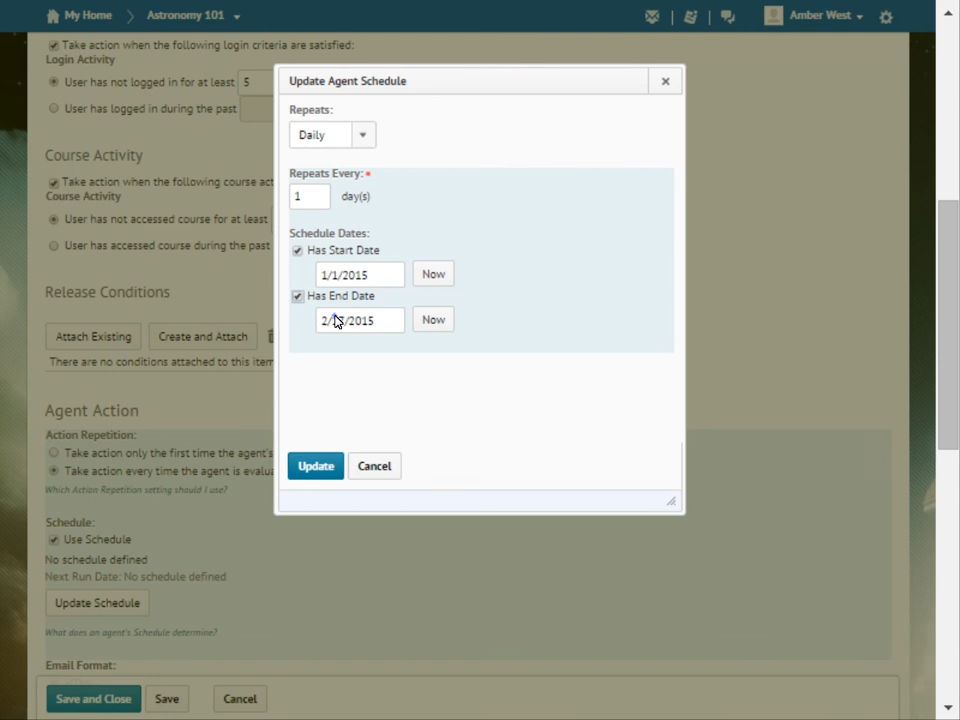 My Home
Astronomy 101
Amber West
Take action when the following login criteria are satisfied:
Login Activity
User has not logged in for at least 5
User has logged in during the past
Course Activity
Take action when the following course act
Course Activity
User has not accessed course for at least
User has accessed course during the past
Release Conditions
Attach Existing Create and Attach
There are no conditions attached to this item
Agent Action
Action Repetition:
Take action only the first time the agent's
Take action every time the agent is evalua
Which Action Repetition setting should I use?
Schedule:
Use Schedule
No schedule defined
Next Run Date: No schedule defined
Update Schedule
What does an agent's Schedule determine?
Email Format:
Save and Close Save Cancel
Update Agent Schedule
Repeats:
Daily
Repeats Every:
1 day(s)
Schedule Dates:
Has Start Date
1/1/2015 Now
Has End Date
Now
Update Cancel